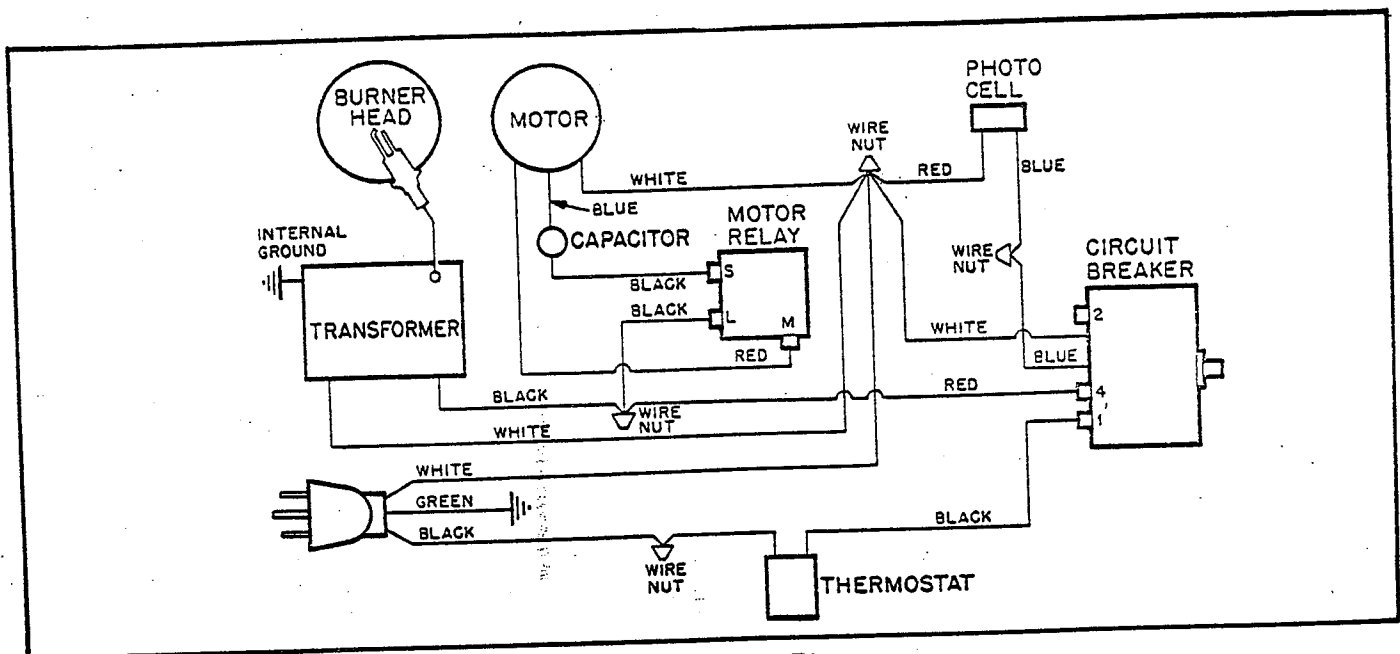 BURNER
HEAD
MOTOR
PHOTO
CELL
WIRE
NUT
WHITE
RED
BLUE
BLUE
INTERNAL
GROUND
CAPACITOR
MOTOR
RELAY
WIRE
NUT
CIRCUIT
BREAKER
S
BLACK
BLACK
L
M
2
TRANSFORMER
WHITE
RED
BLUE
BLACK
RED
4
WIRE
NUT
1
WHITE
WHITE
GREEN
BLACK
BLACK
WIRE
NUT
THERMOSTAT